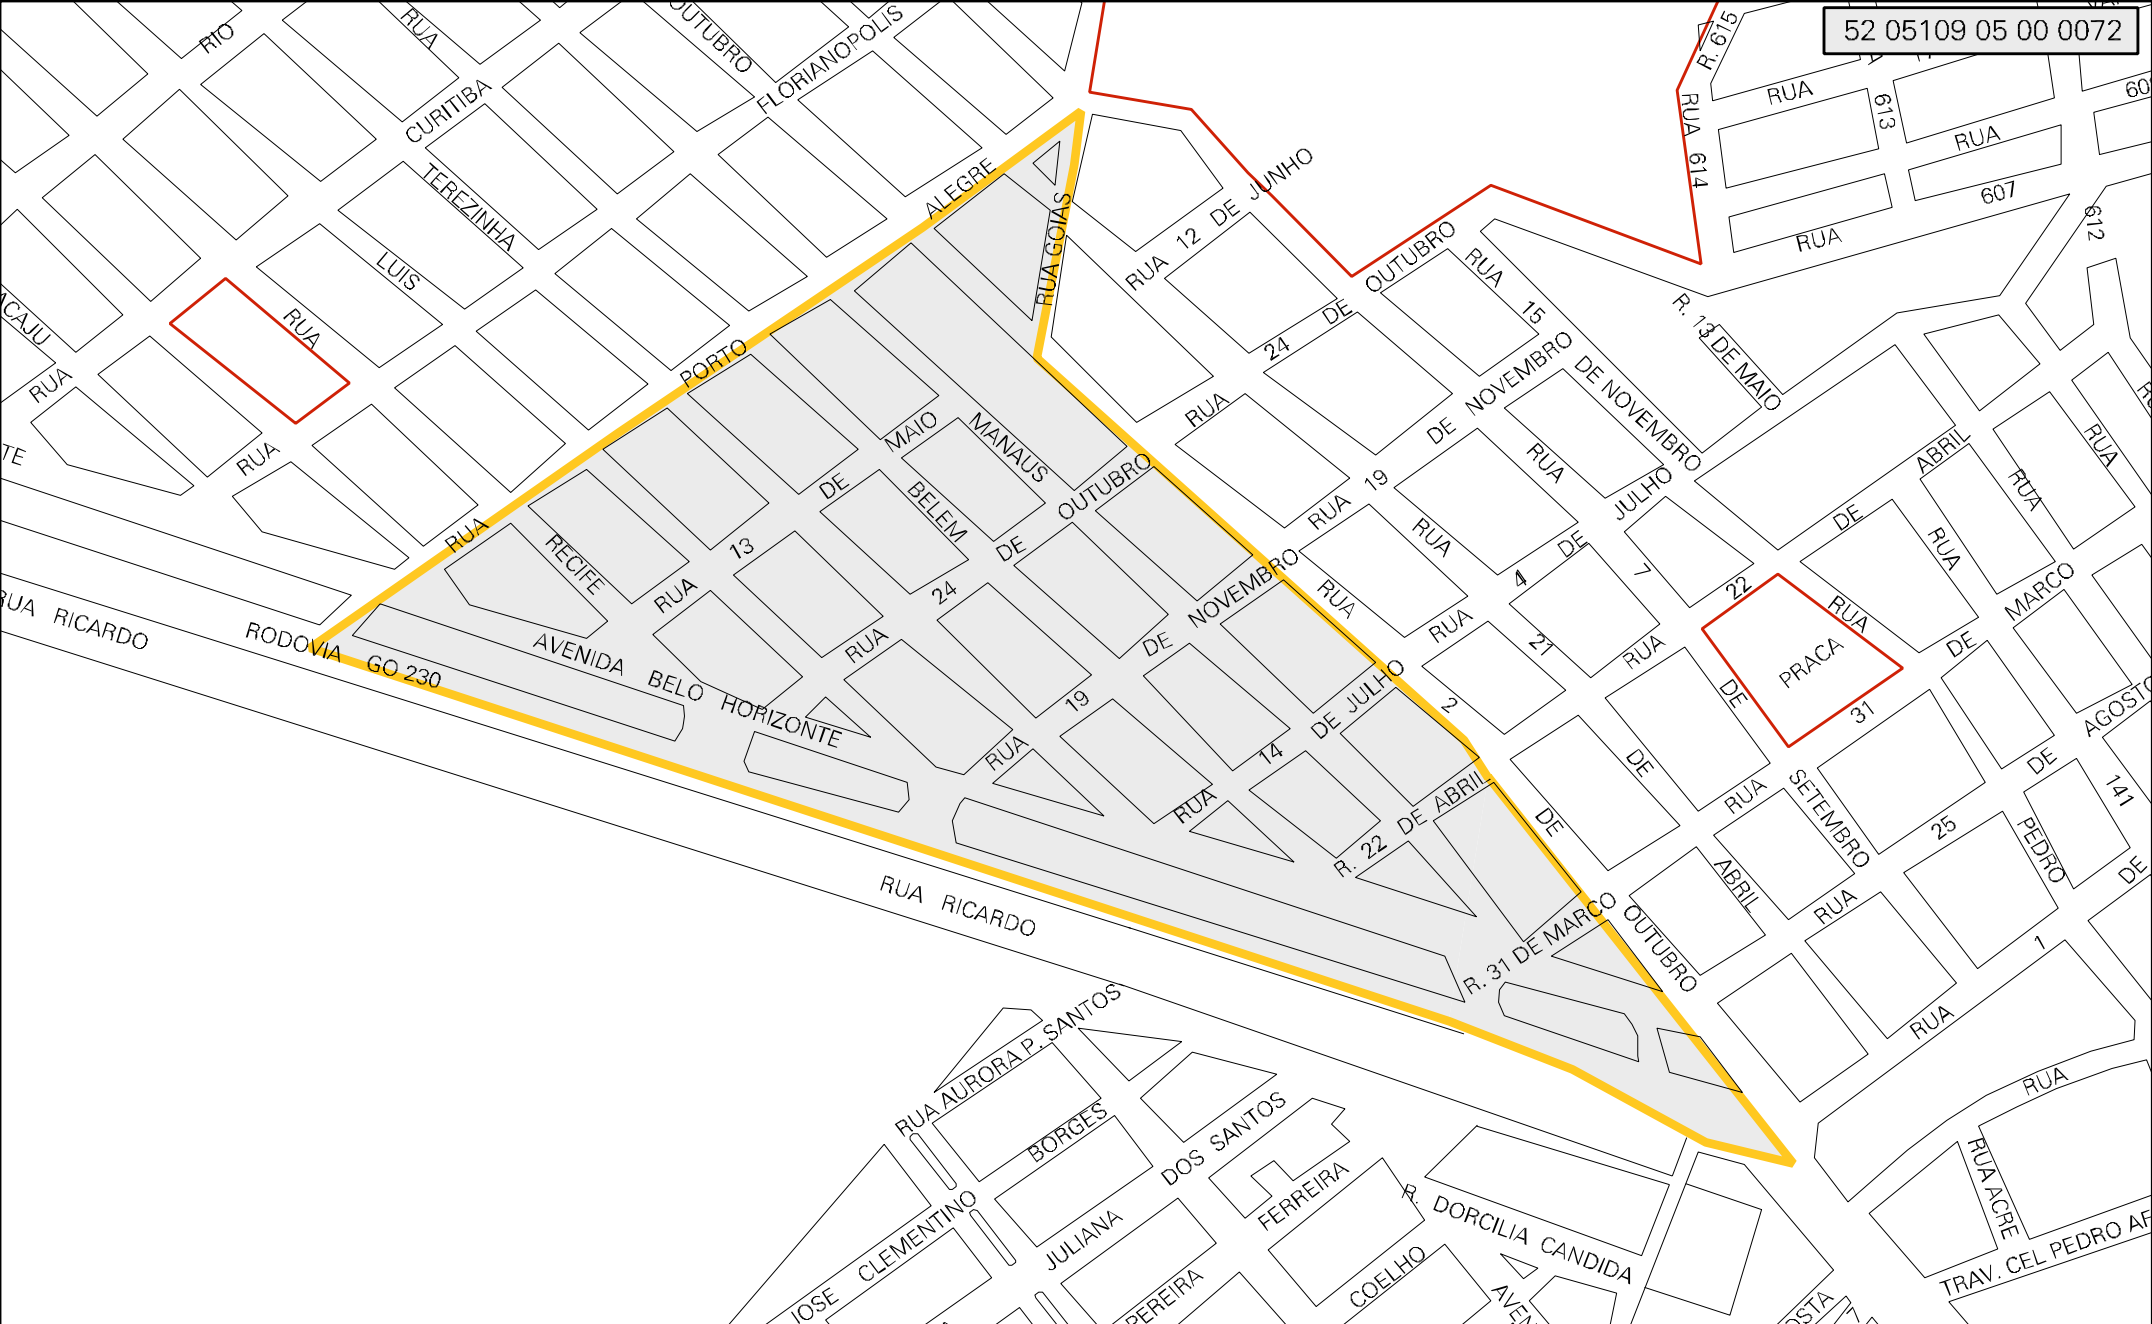 52 05109 05 00 0072
RIO
RUA
OUTUBRO
FLORIANOPOLIS
CURITIBA
R. 615
RUA
613
RUA
RUA 614
607
RUA
612
TEREZINHA
ALEGRE
RUA GOIAS
RUA 12 DE JUNHO
LUIS
RUA
RUA
RUA
PORTO
RUA
24 DE OUTUBRO
RUA 15 DE NOVEMBRO
R. 13 DE MAIO
RUA
RUA 19 DE NOVEMBRO
RUA 13 DE MAIO
MANAUS
BELEM
RECIFE
RUA 24 DE OUTUBRO
RUA
RUA
RUA 4 DE JULHO
RUA
21
DE
ABRIL
RUA 22 DE ABRIL
7
DE
SETEMBRO
RUA
RUA
RUA
RUA
PRACA
RUA 31 DE MARCO
RUA RICARDO
RODOVIA GO 230
AVENIDA BELO HORIZONTE
RUA 19 DE NOVEMBRO
RUA 14 DE JULHO
R. 22 DE ABRIL
R. 31 DE MARCO
2
DE
OUTUBRO
RUA 25 DE AGOSTO
141
PEDRO
RUA 1 DE
RUA RICARDO
RUA
RUA ACRE
TRAV. CEL PEDRO
RUA AURORA P. SANTOS
BORGES
JOSE CLEMENTINO
DOS SANTOS
JULIANA
FERREIRA
PEREIRA
COELHO
R. DORCILIA CANDIDA